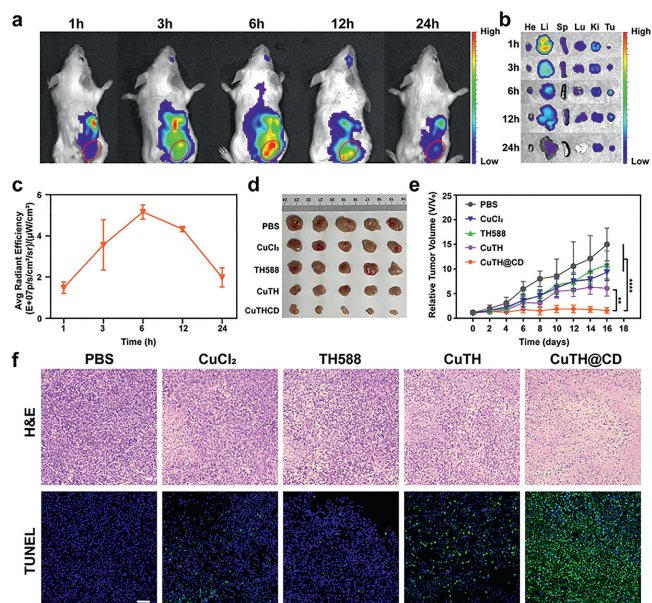 a
1h 3h 6h 12h 24h
High
Low
b
He Li Sp Lu Ki Tu
1h
3h
6h
12h
24h
High
Low
c
Avg Radiant Efficiency
(E+07p/s/cm²/sr)/(μW/cm²)
6
4
2
0
1 3 6 12 24
Time (h)
d
PBS
CuCl₂
TH588
CuTH
CuTHCD
e
Relative Tumor Volume (V/V₀)
25
20
15
10
5
0
PBS
CuCl₂
TH588
CuTH
CuTH@CD
**
****
0 2 4 6 8 10 12 14 16 18
Time (days)
f
PBS CuCl₂ TH588 CuTH CuTH@CD
H&E
TUNEL